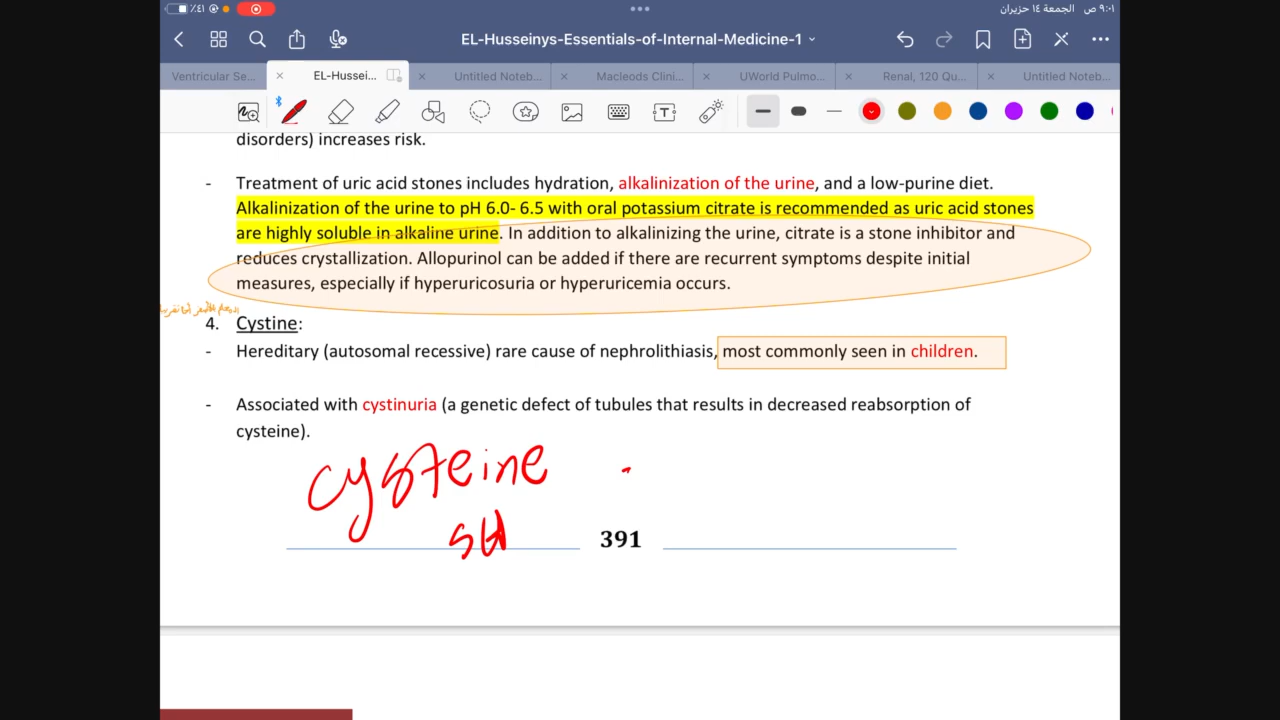 ٪٤١
٩:٠١ ص الجمعة ١٤ حزيران
EL-Husseinys-Essentials-of-Internal-Medicine-1
Ventricular Se... EL-Hussei... Untitled Noteb... Macleods Clini... UWorld Pulmo... Renal, 120 Qu... Untitled Noteb...
disorders) increases risk.
- Treatment of uric acid stones includes hydration, alkalinization of the urine, and a low-purine diet.
Alkalinization of the urine to pH 6.0- 6.5 with oral potassium citrate is recommended as uric acid stones
are highly soluble in alkaline urine. In addition to alkalinizing the urine, citrate is a stone inhibitor and
reduces crystallization. Allopurinol can be added if there are recurrent symptoms despite initial
measures, especially if hyperuricosuria or hyperuricemia occurs.
4. Cystine:
- Hereditary (autosomal recessive) rare cause of nephrolithiasis, most commonly seen in children.
- Associated with cystinuria (a genetic defect of tubules that results in decreased reabsorption of
cysteine).
cysteine
SH
391